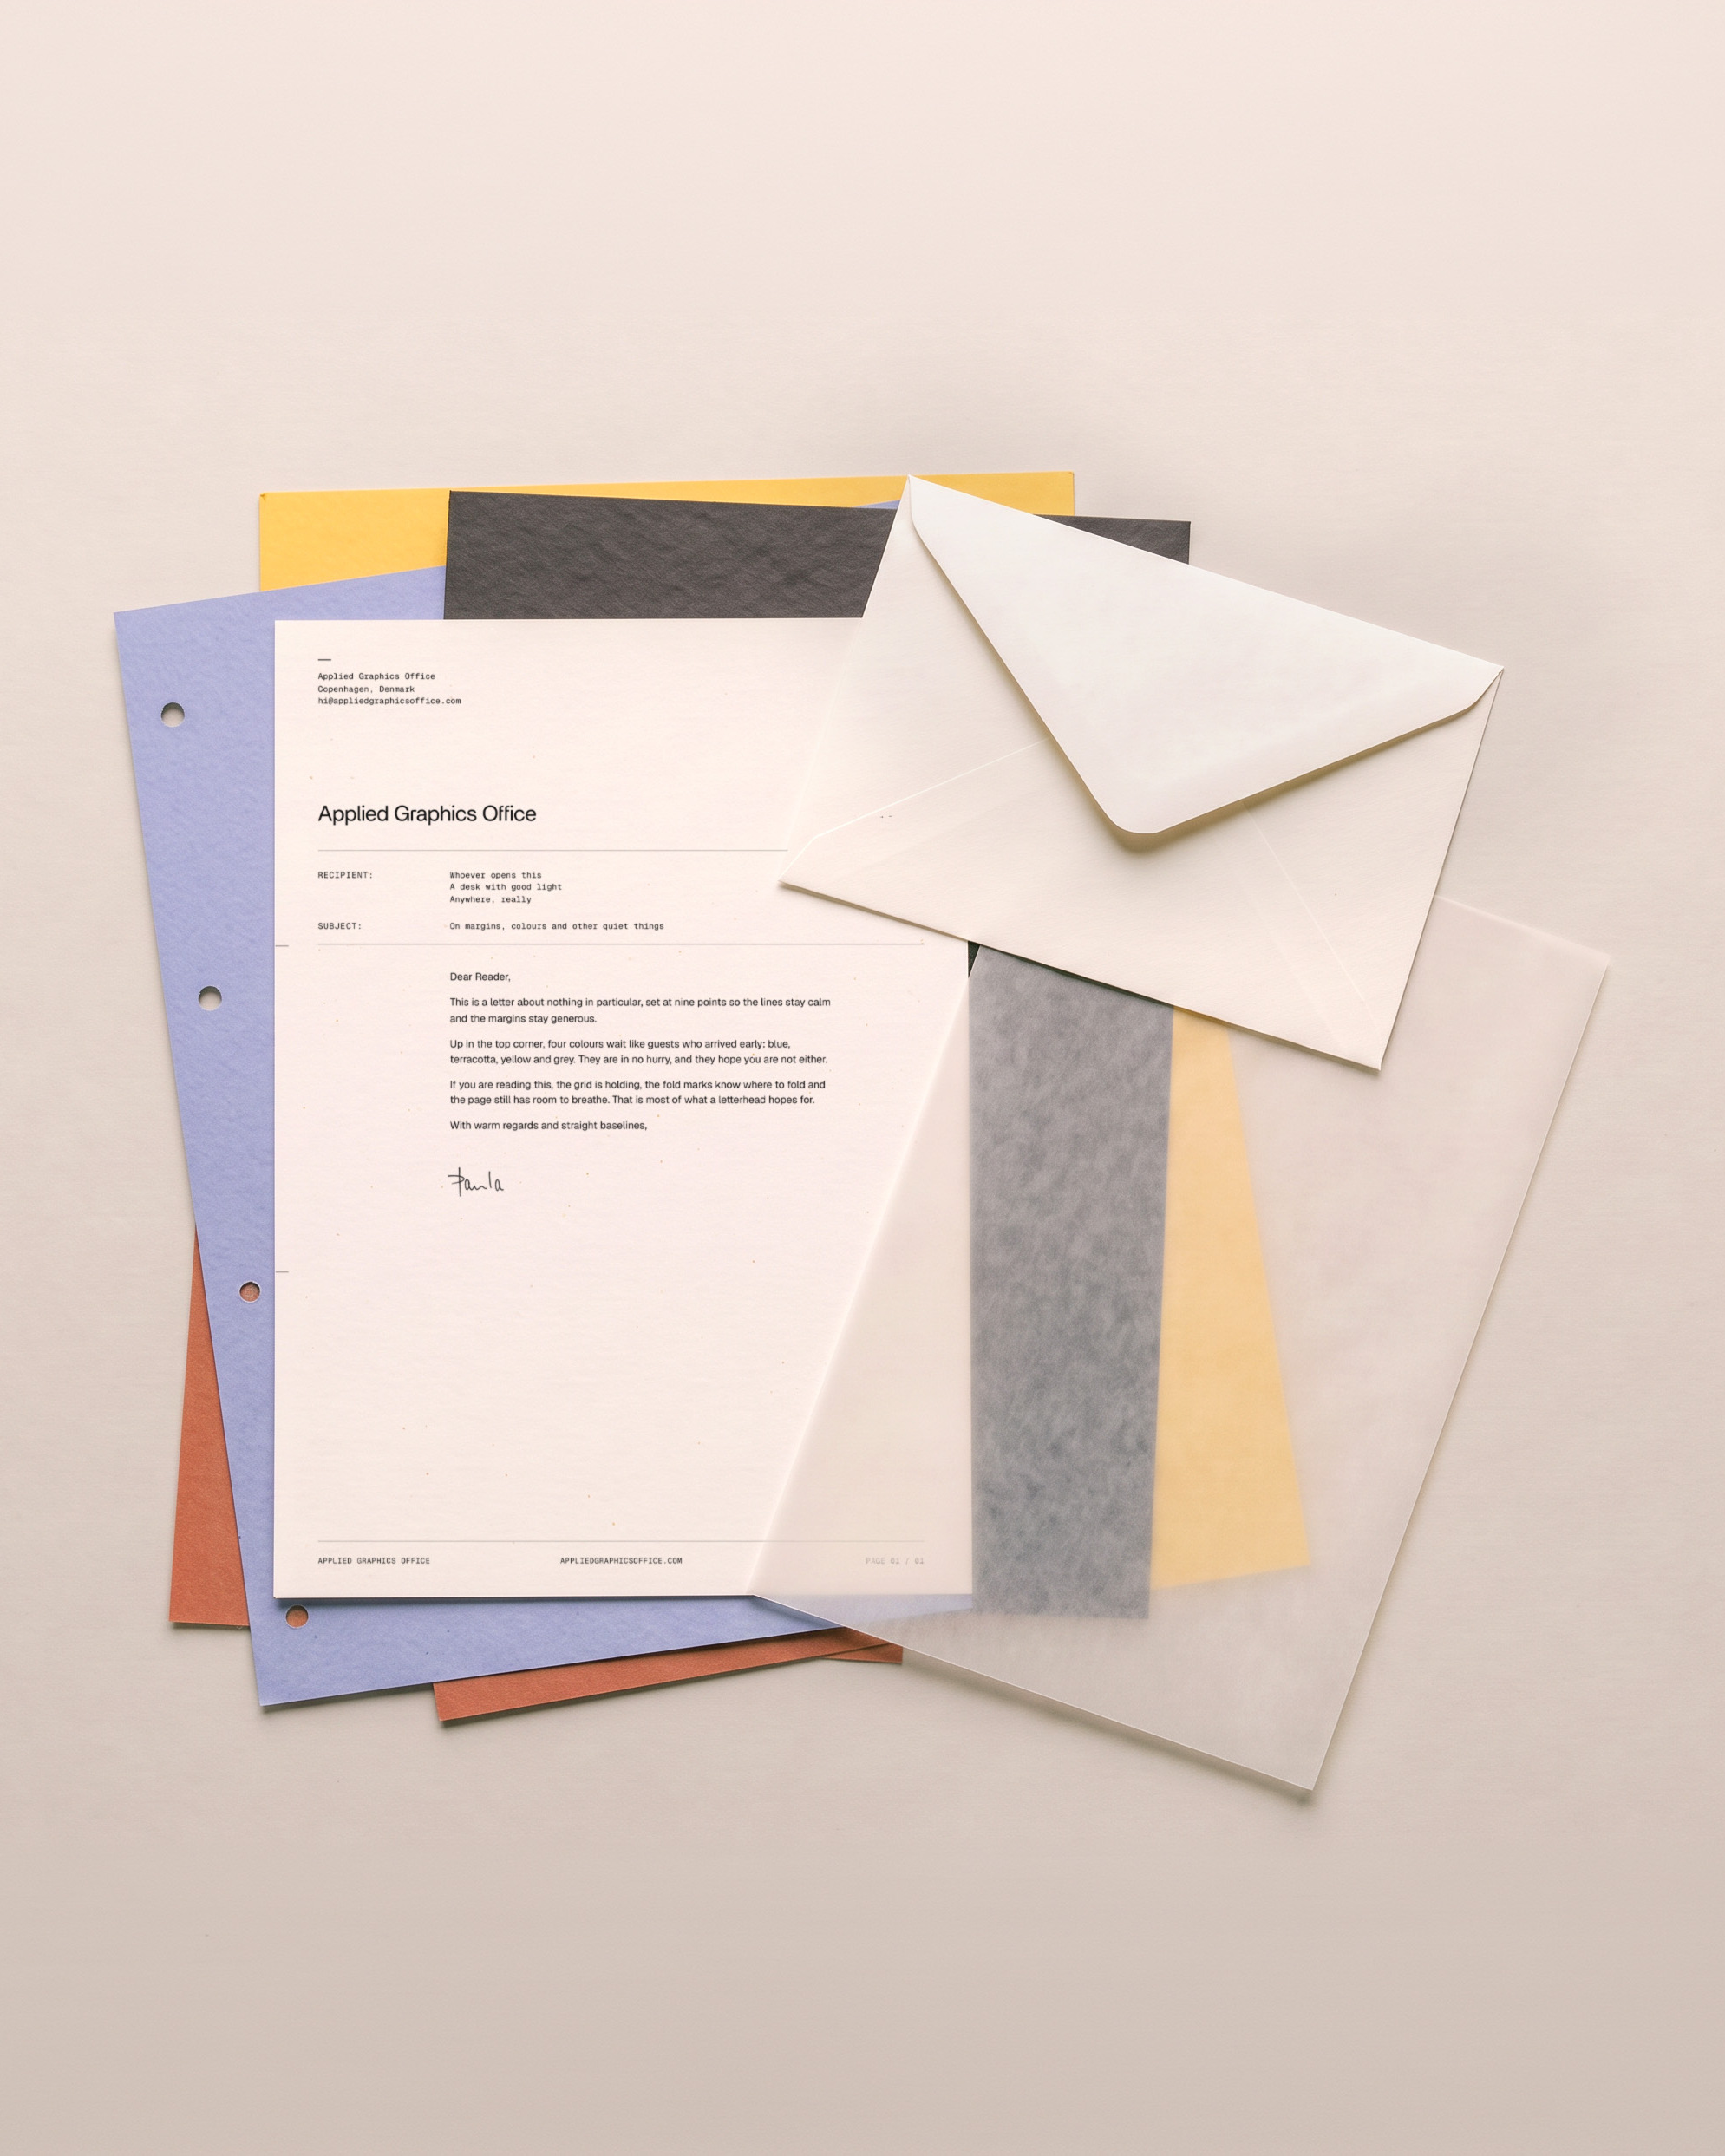 Applied Graphics Office
Copenhagen, Denmark
hi@appliedgraphicsoffice.com
Applied Graphics Office
RECIPIENT:
Whoever opens this
A desk with good light
Anywhere, really
SUBJECT:
On margins, colours and other quiet things
Dear Reader,
This is a letter about nothing in particular, set at nine points so the lines stay calm
and the margins stay generous.
Up in the top corner, four colours wait like guests who arrived early: blue,
terracotta, yellow and grey. They are in no hurry, and they hope you are not either.
If you are reading this, the grid is holding, the fold marks know where to fold and
the page still has room to breathe. That is most of what a letterhead hopes for.
With warm regards and straight baselines,
Paula
APPLIED GRAPHICS OFFICE
APPLIEDGRAPHICSOFFICE.COM
PAGE 01 / 01